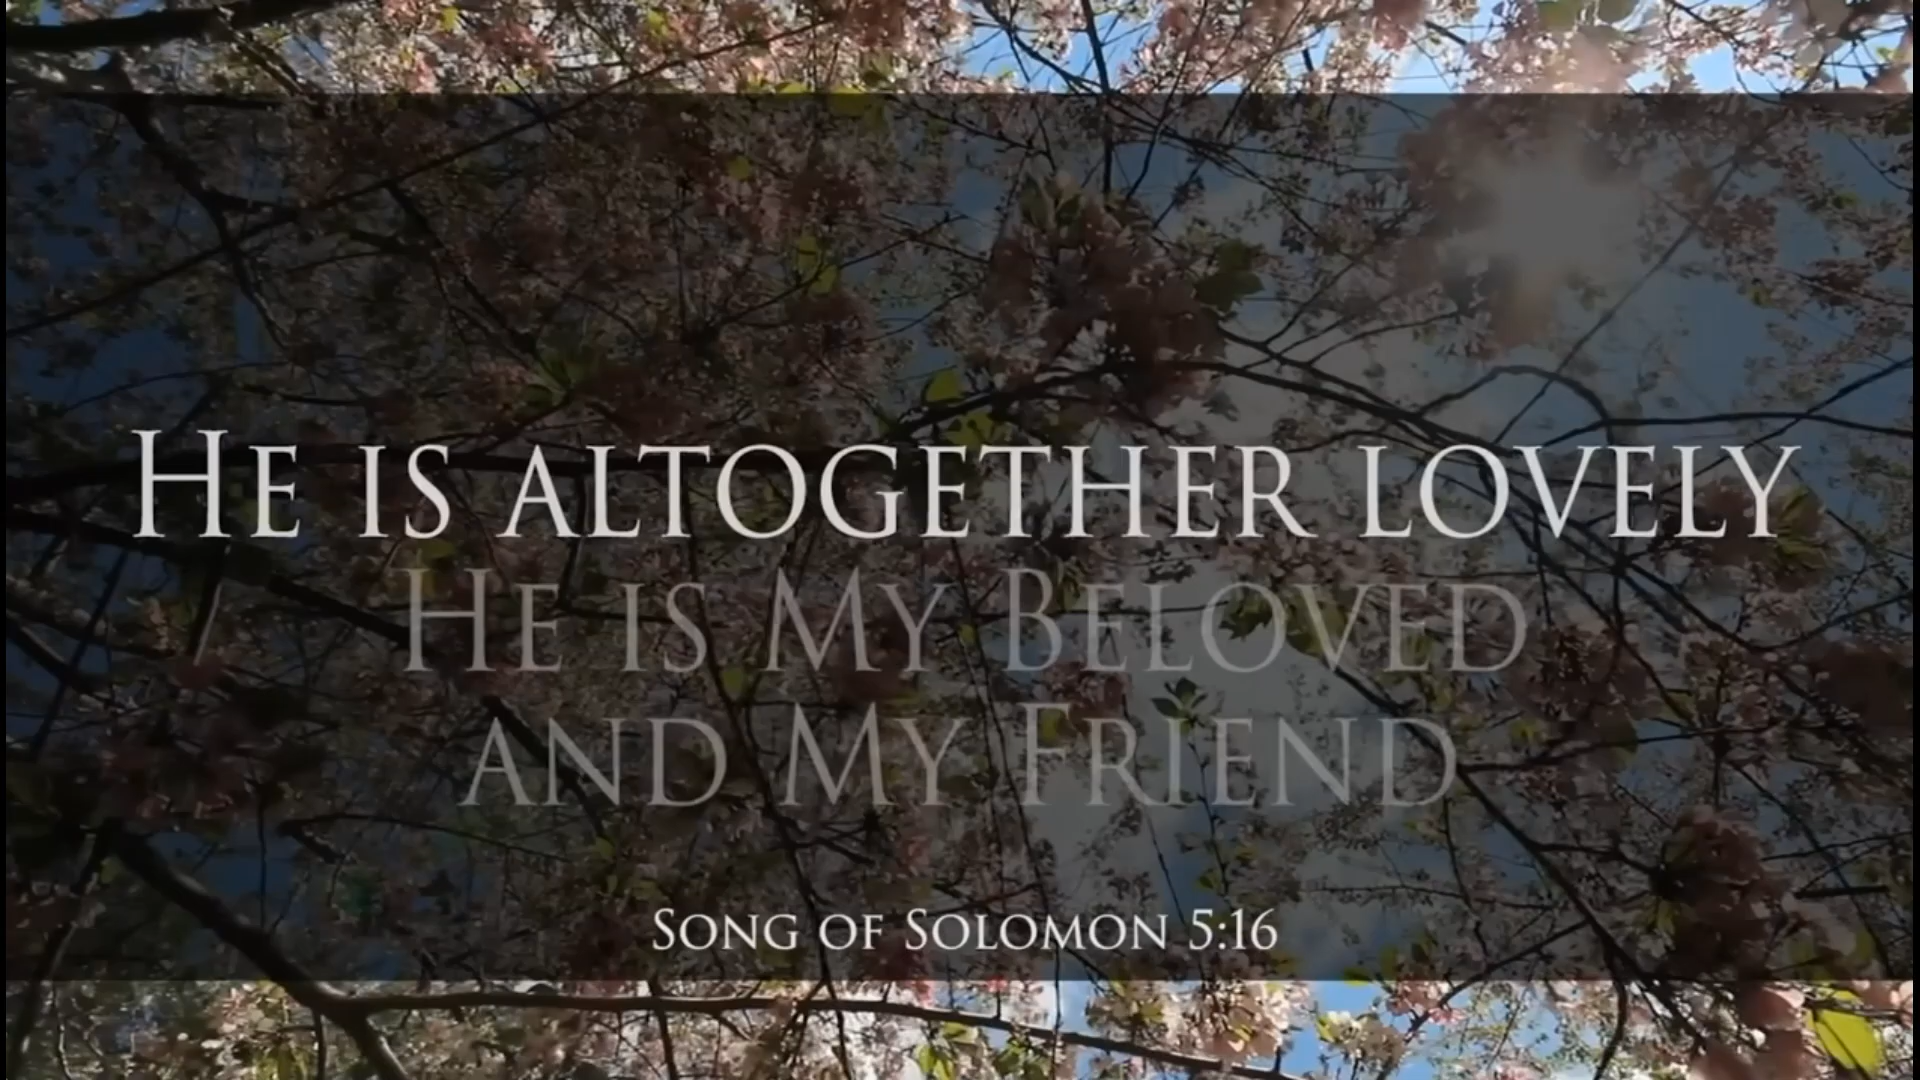 He is altogether lovely
He is My Beloved
and My Friend
Song of Solomon 5:16